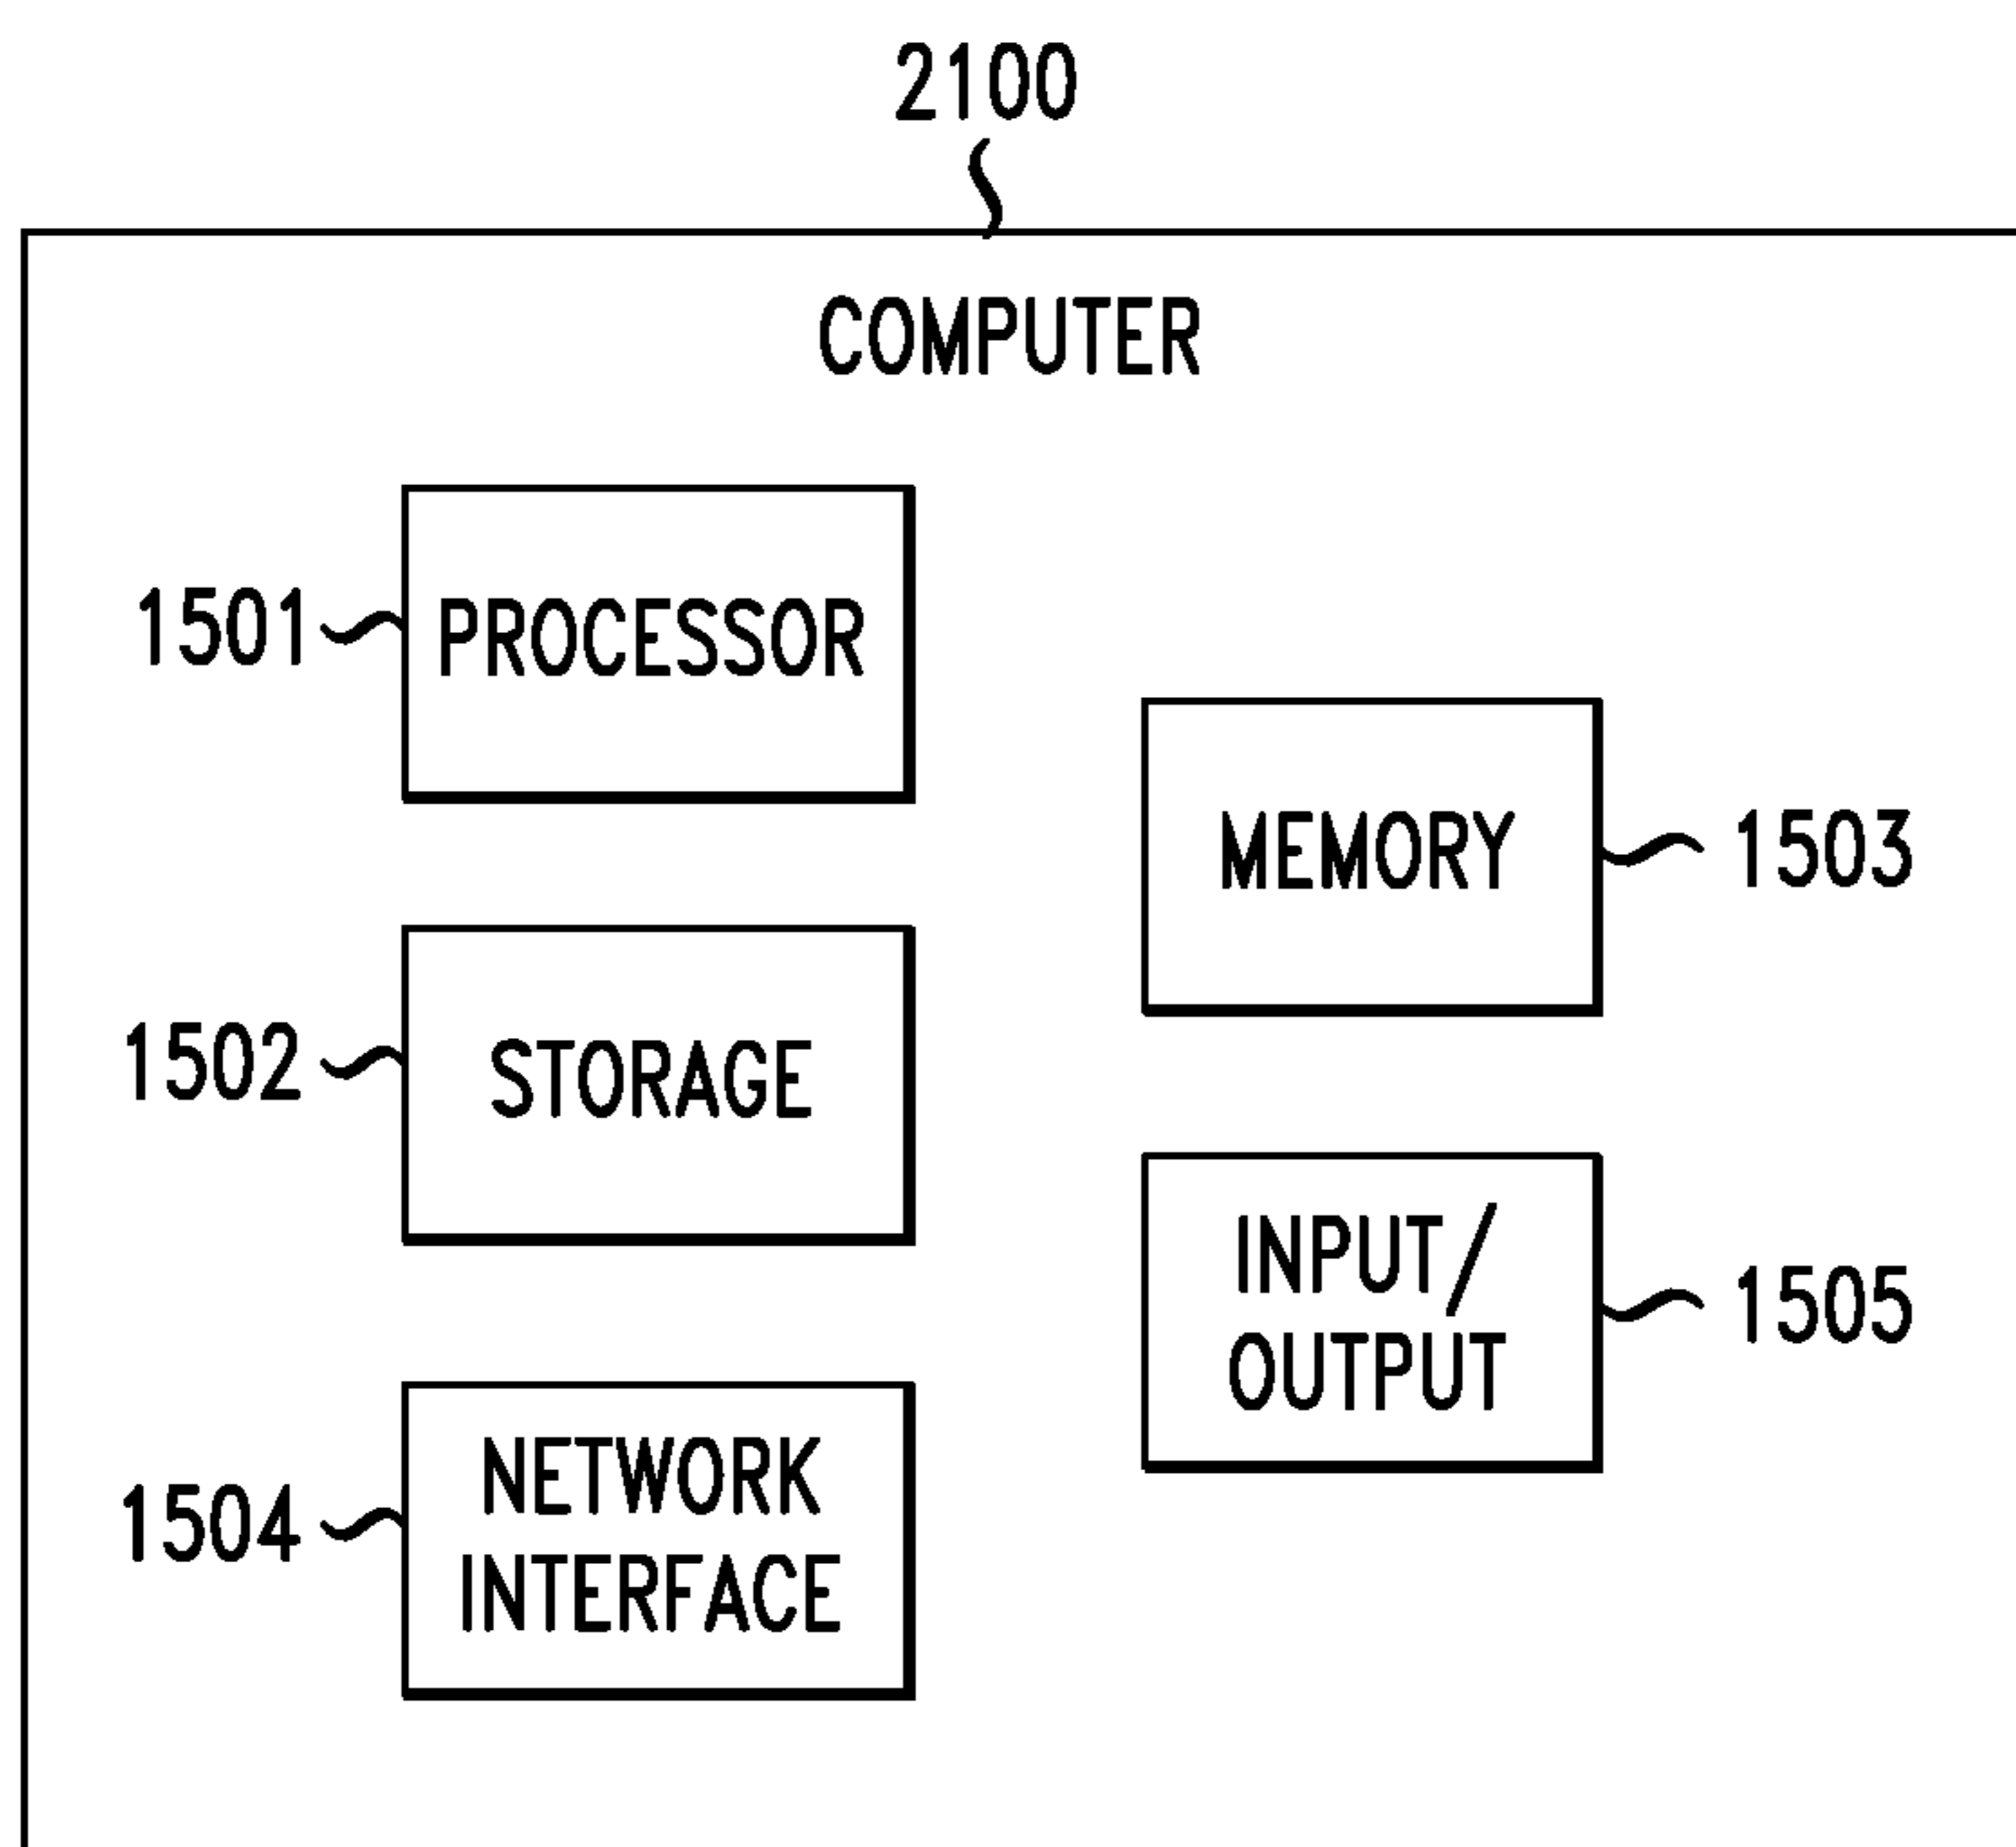 2100
COMPUTER
1501
PROCESSOR
MEMORY
1503
1502
STORAGE
INPUT/
OUTPUT
1505
1504
NETWORK
INTERFACE